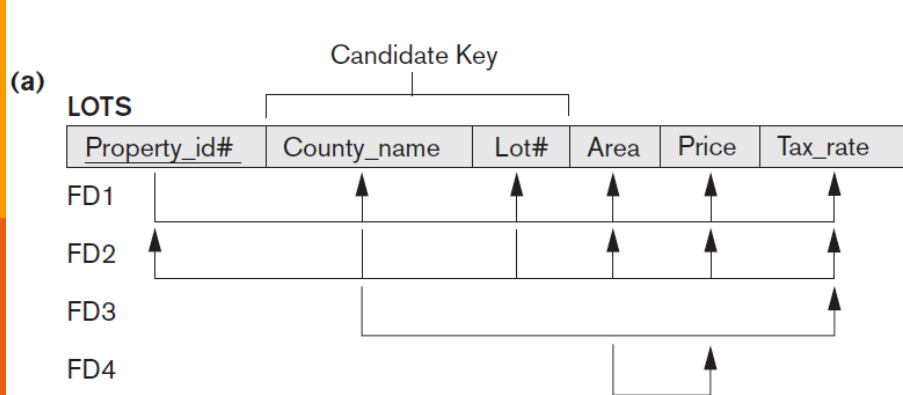 Candidate Key
(a)
LOTS
Property_id# County_name Lot# Area Price Tax_rate
FD1
FD2
FD3
FD4